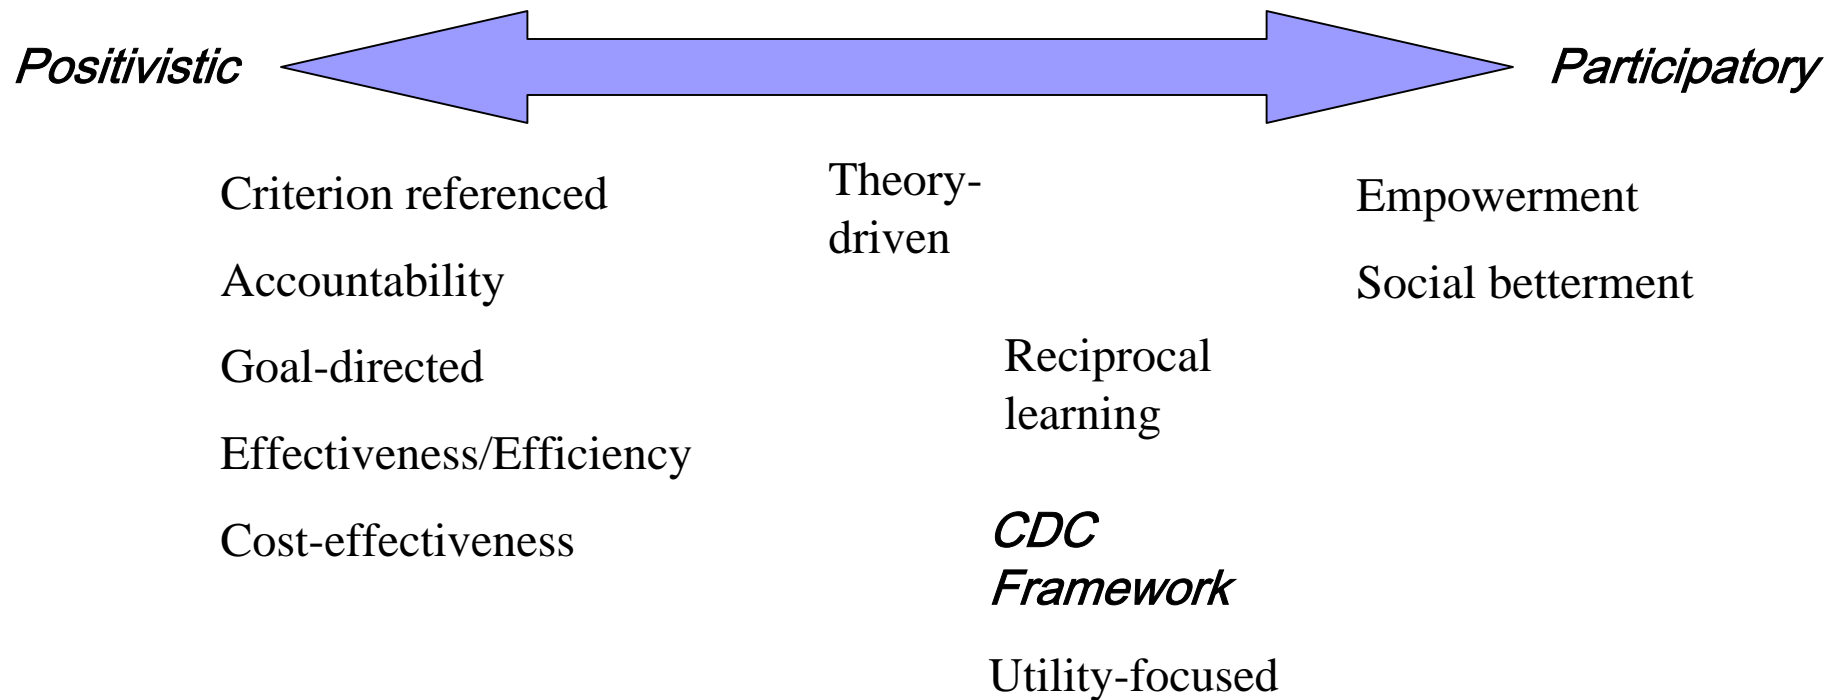 Positivistic
Participatory
Criterion referenced
Accountability
Goal-directed
Effectiveness/Efficiency
Cost-effectiveness
Theory-
driven
Reciprocal
learning
CDC
Framework
Utility-focused
Empowerment
Social betterment